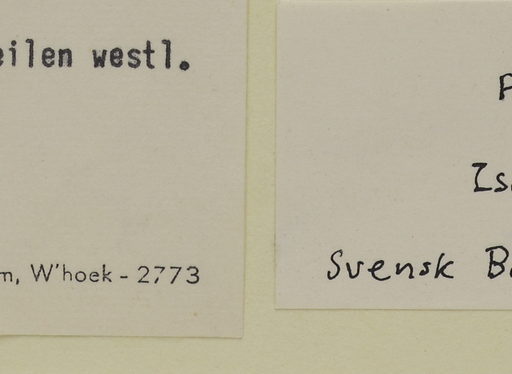 eilen westl.
m, W'hoek - 2773
Svensk